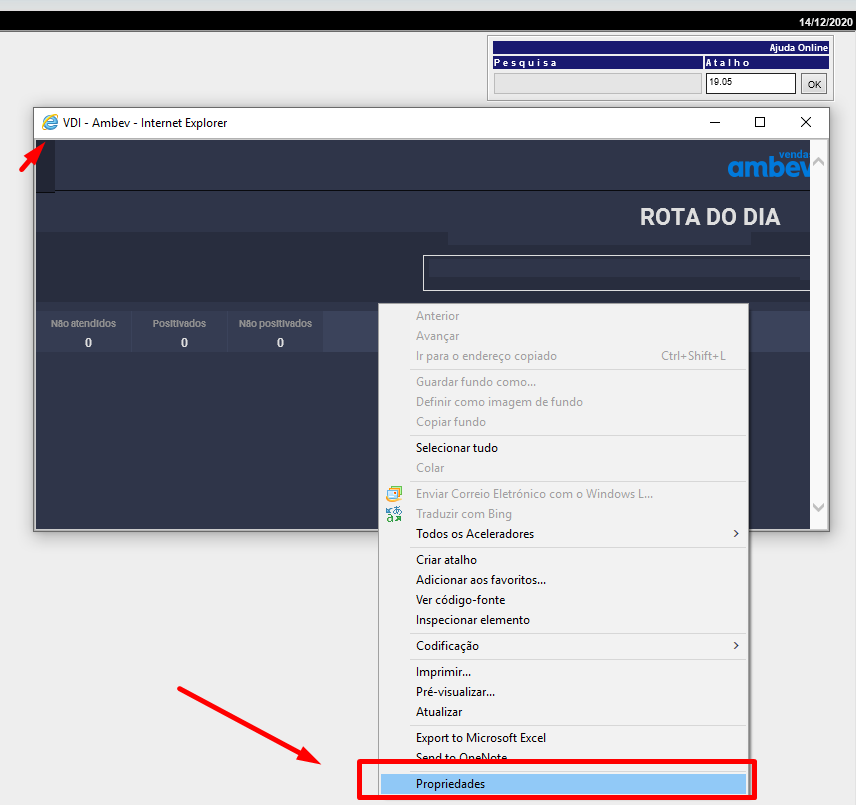 14/12/2020
Ajuda Online
Pesquisa Atalho
19.05 OK
VDI - Ambev - Internet Explorer
venda
ambev
ROTA DO DIA
Não atendidos Positivados Não positivados
0 0 0
Anterior
Avançar
Ir para o endereço copiado Ctrl+Shift+L
Guardar fundo como...
Definir como imagem de fundo
Copiar fundo
Selecionar tudo
Colar
Enviar Correio Eletrónico com o Windows L...
Traduzir com Bing
Todos os Aceleradores
Criar atalho
Adicionar aos favoritos...
Ver código-fonte
Inspecionar elemento
Codificação
Imprimir...
Pré-visualizar...
Atualizar
Export to Microsoft Excel
Send to OneNote
Propriedades